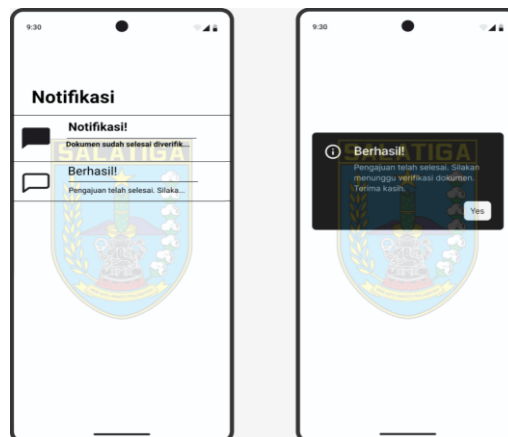 9:30
Notifikasi
Notifikasi!
Dokumen sudah selesai diverifik...
SALATIGA
Berhasil!
Pengajuan telah selesai. Silaka...
9:30
SALATIGA
Berhasil!
Pengajuan telah selesai. Silakan
menunggu verifikasi dokumen.
Terima kasih.
Yes